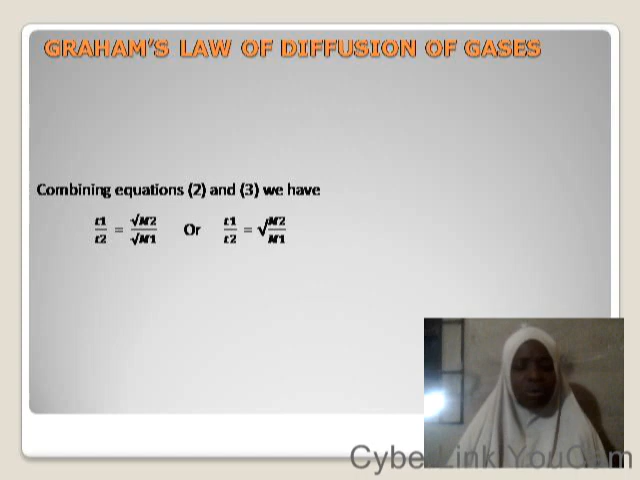 GRAHAM'S LAW OF DIFFUSION OF GASES
Combining equations (2) and (3) we have
t1/t2 = √M2/√M1 Or t1/t2 = √M2/M1
CyberLink YouCam